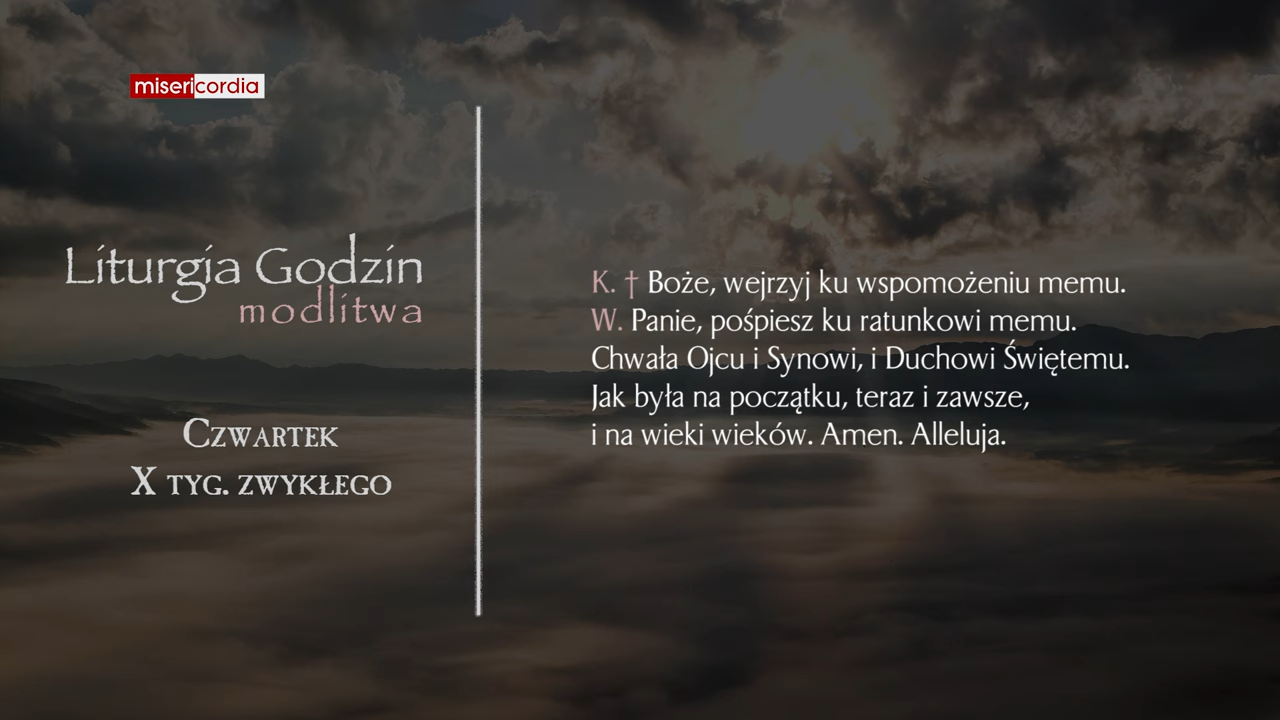 misericordia
Liturgia Godzin
modlitwa
Czwartek
X tyg. zwykłego
K. † Boże, wejrzyj ku wspomożeniu memu.
W. Panie, pośpiesz ku ratunkowi memu.
Chwała Ojcu i Synowi, i Duchowi Świętemu.
Jak była na początku, teraz i zawsze,
i na wieki wieków. Amen. Alleluja.